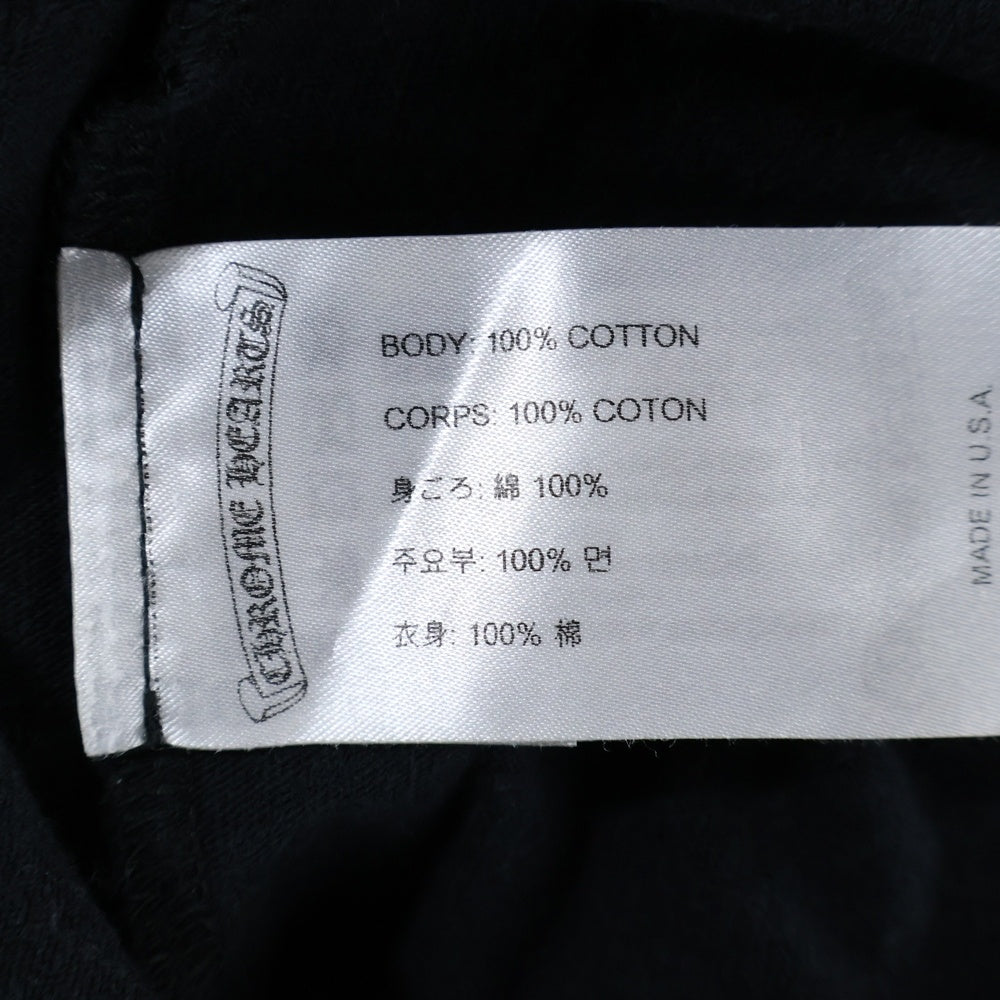 CHROME HEARTS
BODY: 100% COTTON
CORPS: 100% COTON
身ごろ: 綿 100%
주요부: 100% 면
衣身: 100% 棉
MADE IN U.S.A.